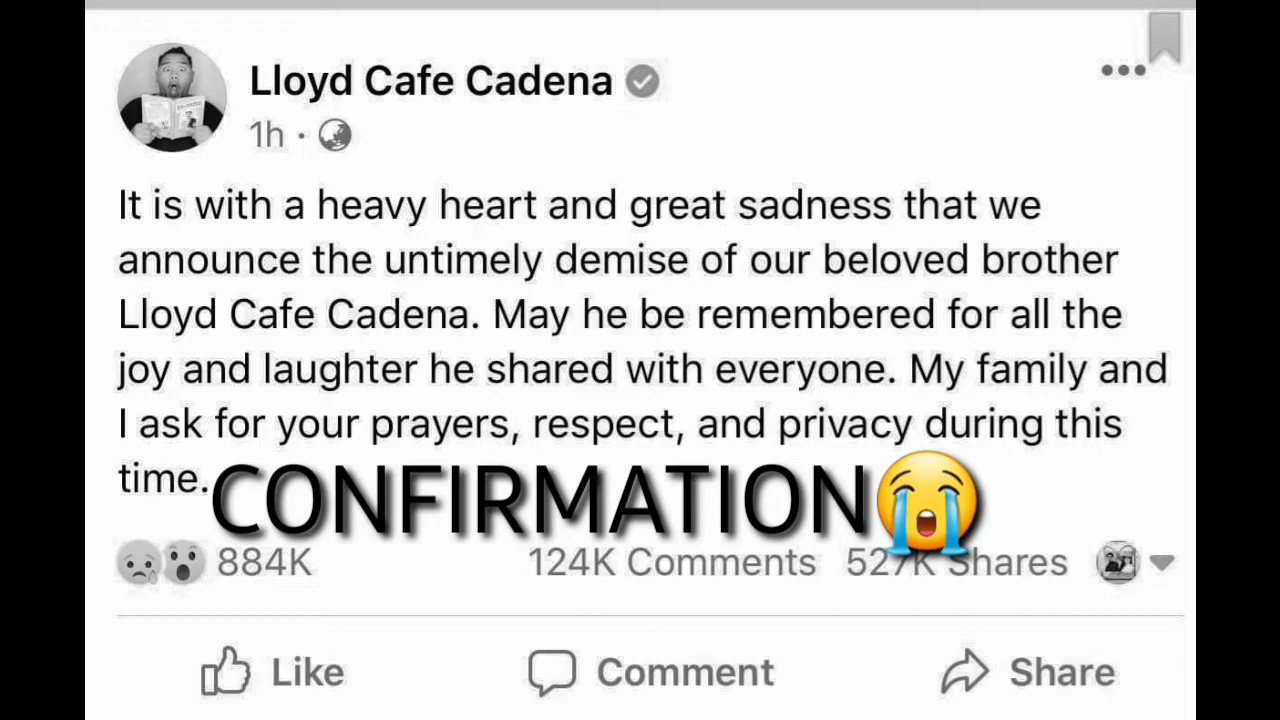 Lloyd Cafe Cadena
1h ·
It is with a heavy heart and great sadness that we
announce the untimely demise of our beloved brother
Lloyd Cafe Cadena. May he be remembered for all the
joy and laughter he shared with everyone. My family and
I ask for your prayers, respect, and privacy during this
time.
CONFIRMATION😭
884K 124K Comments 527K Shares
Like Comment Share